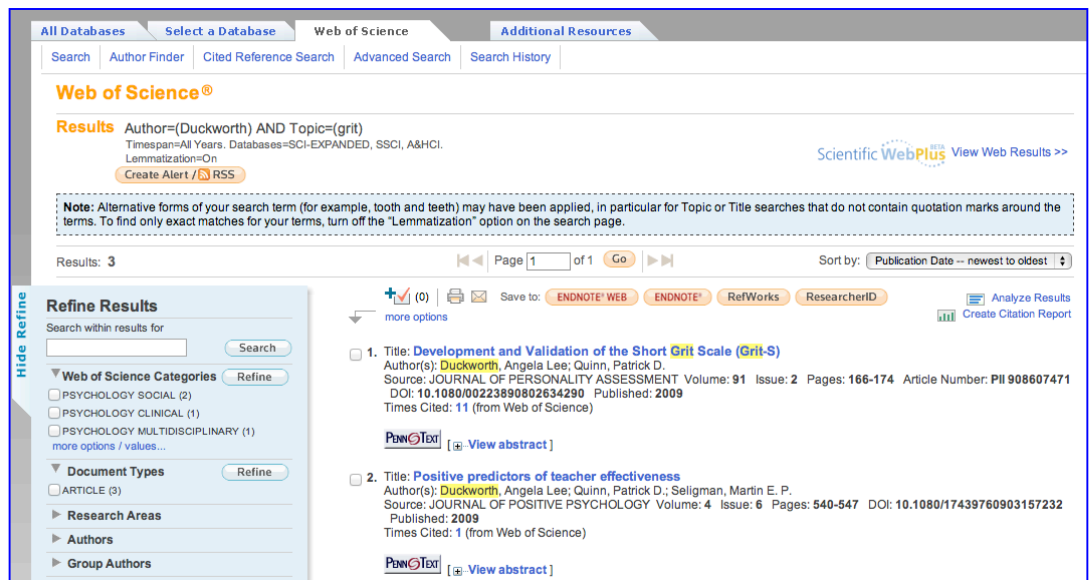 All Databases Select a Database Web of Science Additional Resources
Search Author Finder Cited Reference Search Advanced Search Search History
Web of Science®
Results Author=(Duckworth) AND Topic=(grit)
Timespan=All Years. Databases=SCI-EXPANDED, SSCI, A&HCI.
Lemmatization=On
Scientific WebPlus BETA View Web Results >>
Create Alert / RSS
Note: Alternative forms of your search term (for example, tooth and teeth) may have been applied, in particular for Topic or Title searches that do not contain quotation marks around the
terms. To find only exact matches for your terms, turn off the "Lemmatization" option on the search page.
Results: 3 Page 1 of 1 Go Sort by: Publication Date -- newest to oldest
Hide Refine
Refine Results
Search within results for
Search
Web of Science Categories Refine
PSYCHOLOGY SOCIAL (2)
PSYCHOLOGY CLINICAL (1)
PSYCHOLOGY MULTIDISCIPLINARY (1)
more options / values...
Document Types Refine
ARTICLE (3)
Research Areas
Authors
Group Authors
(0) Save to: ENDNOTE® WEB ENDNOTE® RefWorks ResearcherID Analyze Results
more options Create Citation Report
1. Title: Development and Validation of the Short Grit Scale (Grit-S)
Author(s): Duckworth, Angela Lee; Quinn, Patrick D.
Source: JOURNAL OF PERSONALITY ASSESSMENT Volume: 91 Issue: 2 Pages: 166-174 Article Number: PII 908607471
DOI: 10.1080/00223890802634290 Published: 2009
Times Cited: 11 (from Web of Science)
PENN TEXT [ View abstract ]
2. Title: Positive predictors of teacher effectiveness
Author(s): Duckworth, Angela Lee; Quinn, Patrick D.; Seligman, Martin E. P.
Source: JOURNAL OF POSITIVE PSYCHOLOGY Volume: 4 Issue: 6 Pages: 540-547 DOI: 10.1080/17439760903157232
Published: 2009
Times Cited: 1 (from Web of Science)
PENN TEXT [ View abstract ]